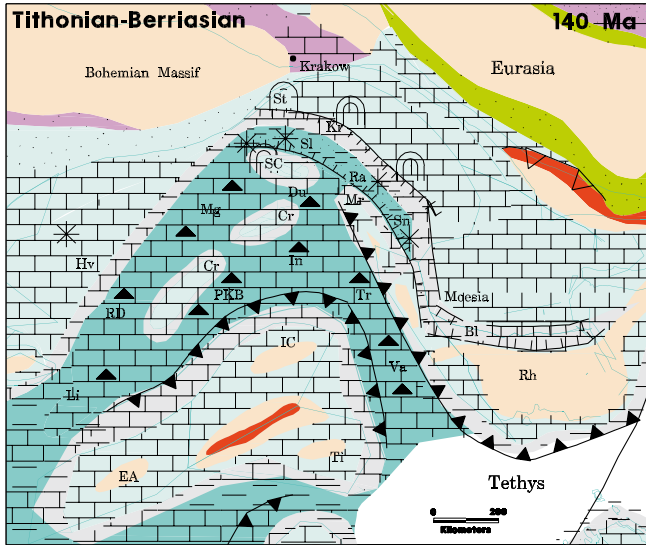 Tithonian-Berriasian
140 Ma
Krakow
Bohemian Massif
Eurasia
St
Kr
Sl
SC
Ra
Du
Mr
Mg
Cr
Sn
In
Hv
Cr
PKB
Tr
Moesia
RD
Bl
IC
Va
Rh
Li
Ti
EA
Tethys
0 200
Kilometers